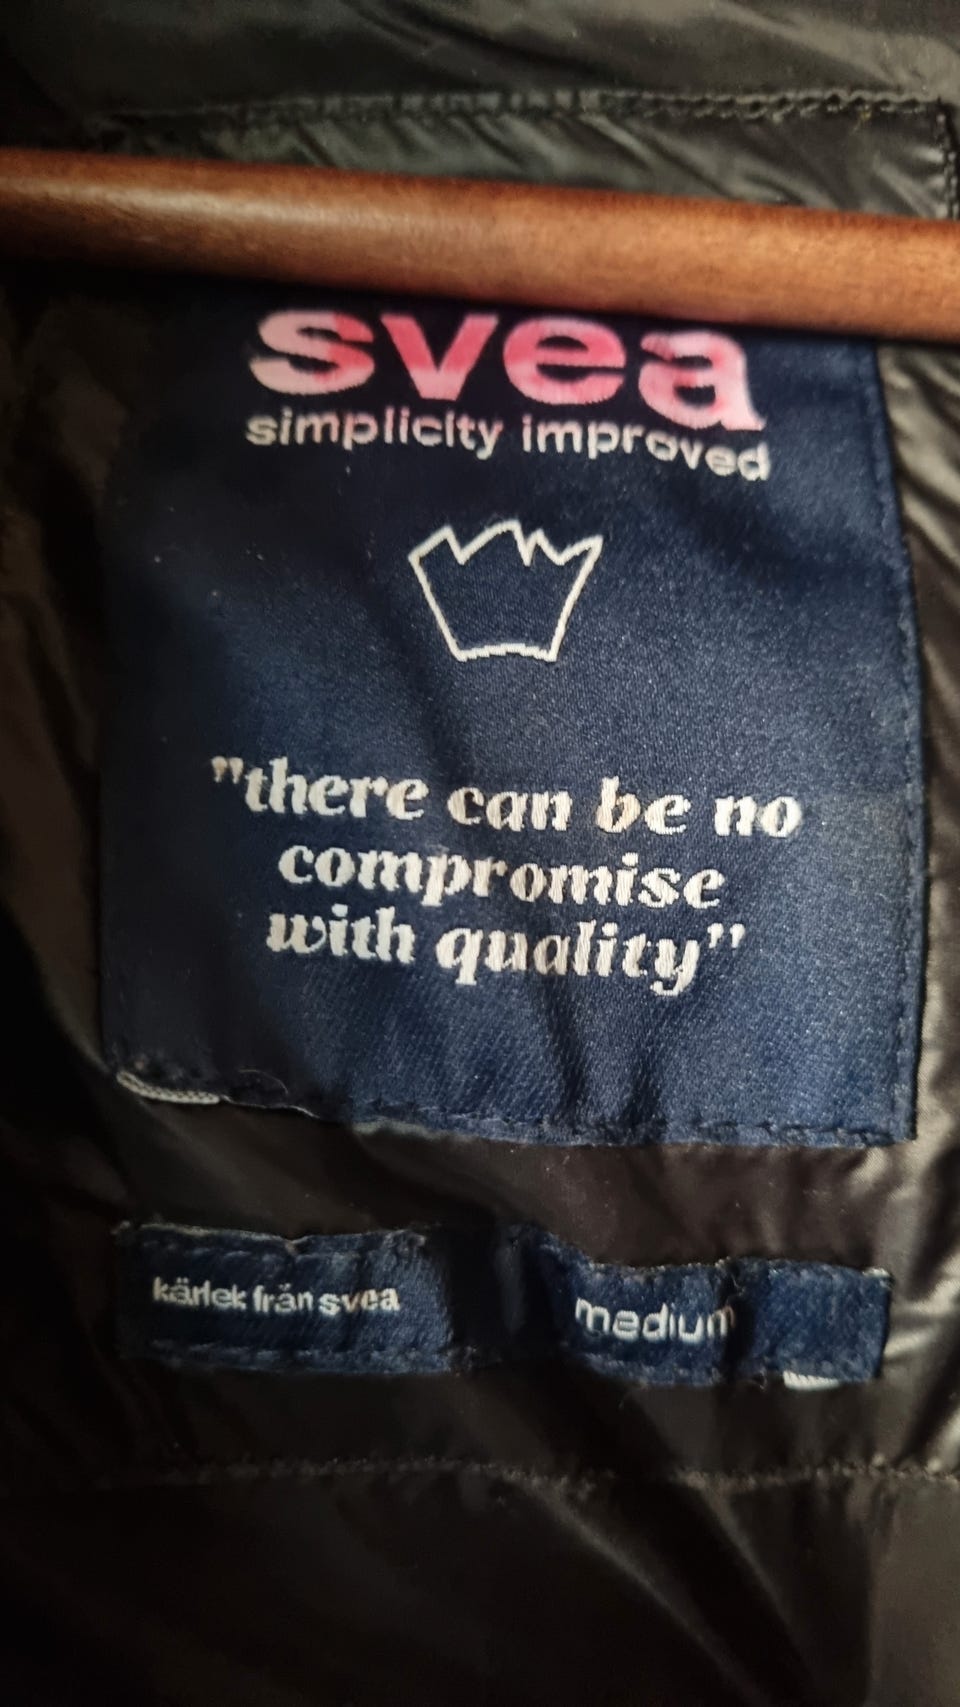 svea
simplicity improved
"there can be no
compromise
with quality"
kärlek från svea
medium